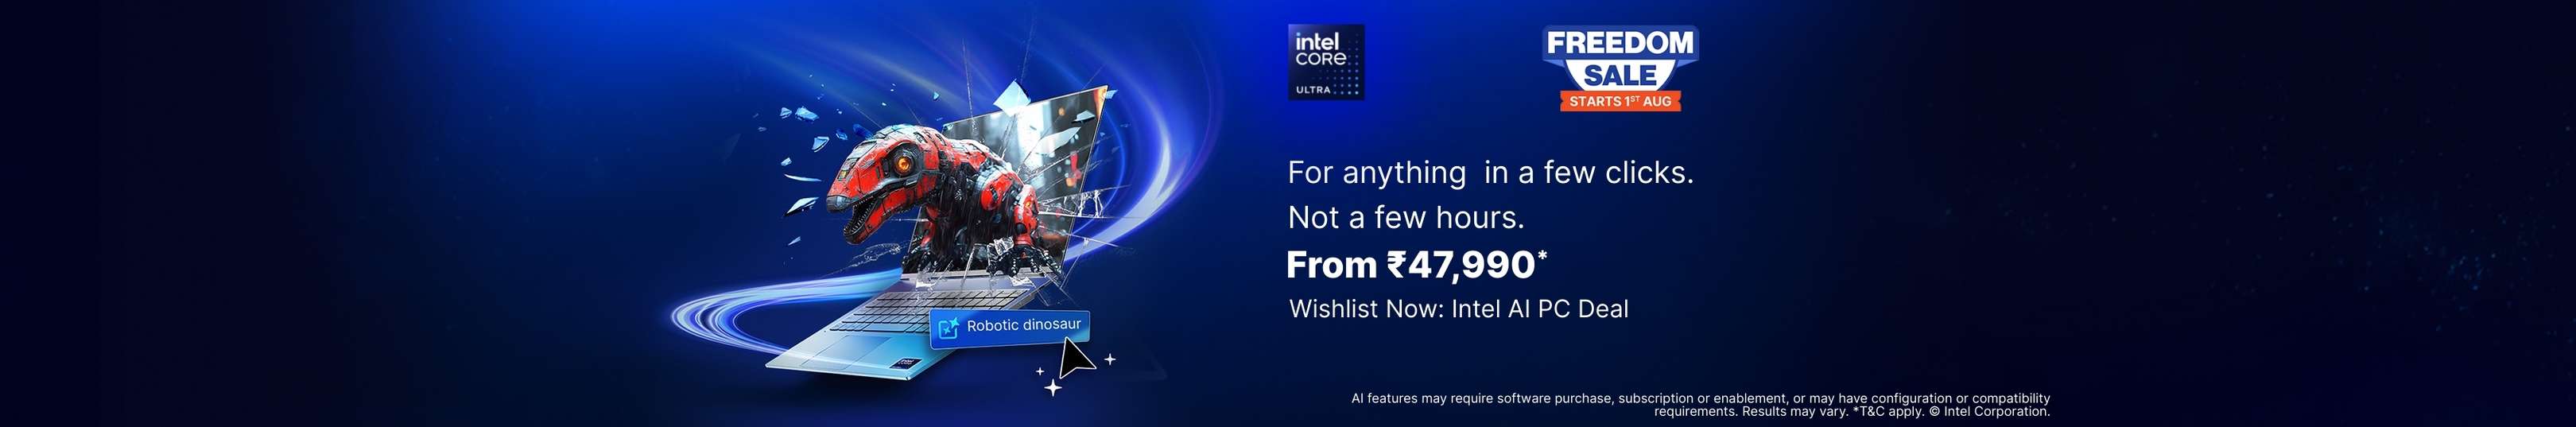 intel
CORE
ULTRA
FREEDOM
SALE
STARTS 1ST AUG
For anything  in a few clicks.
Not a few hours.
From ₹47,990*
Wishlist Now: Intel AI PC Deal
Robotic dinosaur
AI features may require software purchase, subscription or enablement, or may have configuration or compatibility
requirements. Results may vary. *T&C apply. © Intel Corporation.